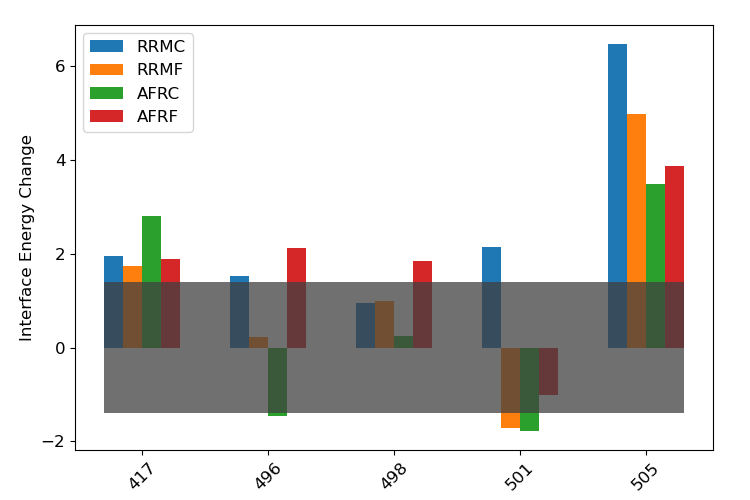 RRMC
RRMF
AFRC
AFRF
Interface Energy Change
6
4
2
0
−2
417
496
498
501
505